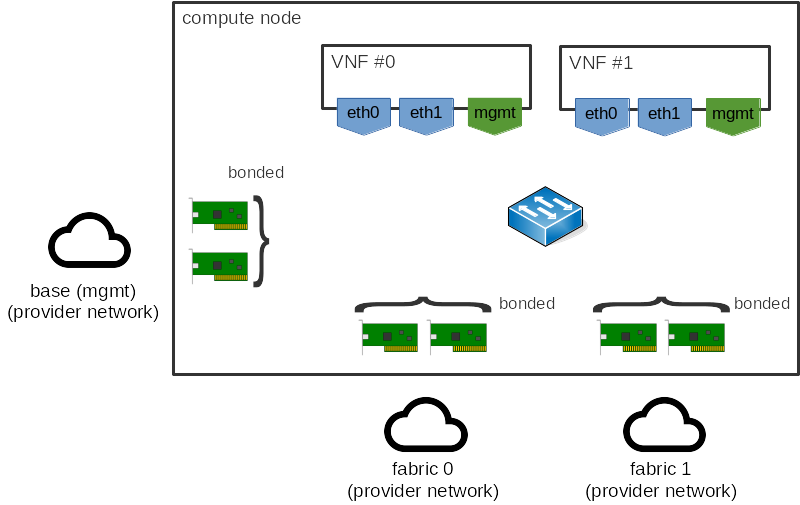 compute node
VNF #0
VNF #1
eth0
eth1
mgmt
eth0
eth1
mgmt
bonded
base (mgmt)
(provider network)
bonded
bonded
fabric 0
(provider network)
fabric 1
(provider network)